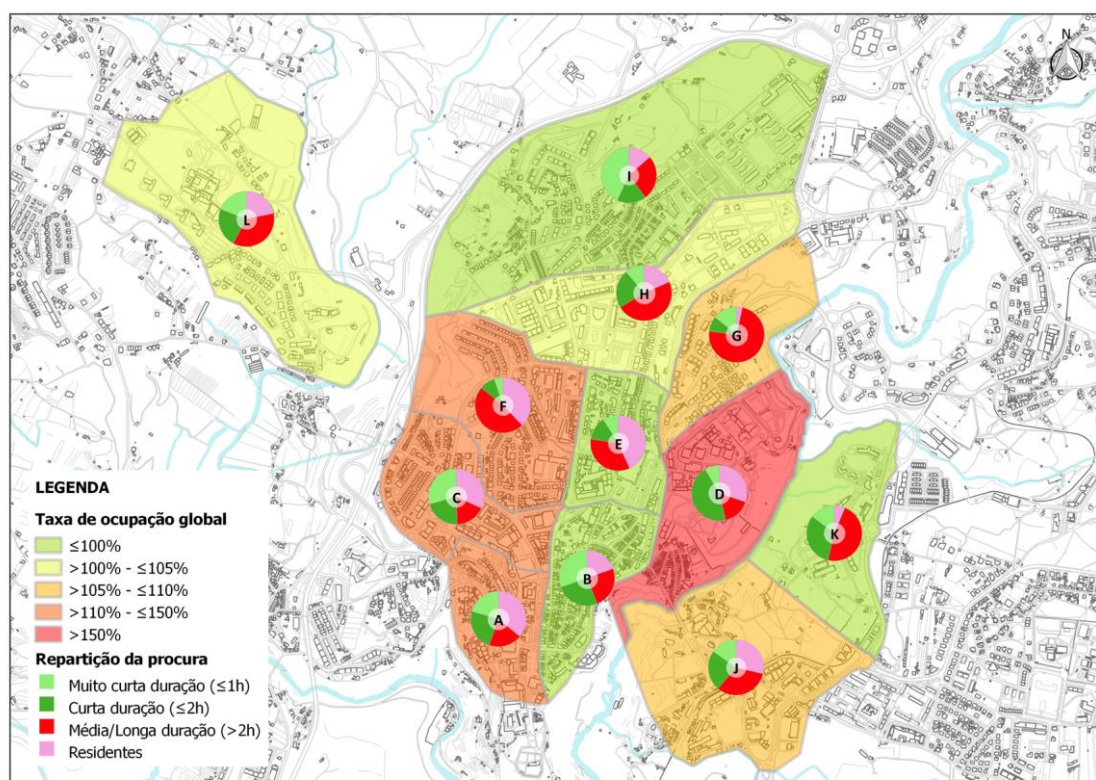 N
I
L
H
G
F
E
C
D
K
B
A
J
LEGENDA
Taxa de ocupação global
≤100%
>100% - ≤105%
>105% - ≤110%
>110% - ≤150%
>150%
Repartição da procura
Muito curta duração (≤1h)
Curta duração (≤2h)
Média/Longa duração (>2h)
Residentes